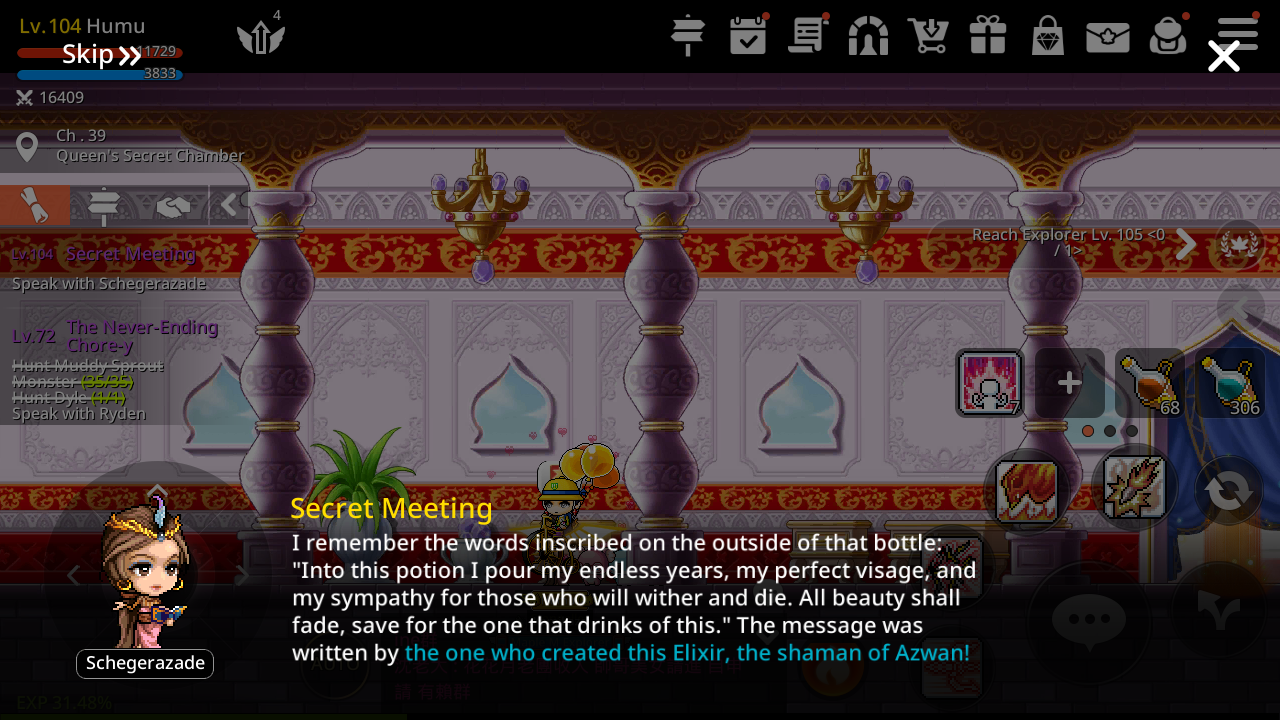 Lv.104 Humu
4
11729
Skip
3833
16409
Ch . 39
Queen's Secret Chamber
Reach Explorer Lv. 105 <0
/ 1>
Lv.104 Secret Meeting
Speak with Schegerazade
Lv.72 The Never-Ending
Chore-y
Hunt Muddy Sprout
Monster (35/35)
Hunt Dyle (1/1)
Speak with Ryden
7
68
306
Secret Meeting
I remember the words inscribed on the outside of that bottle:
"Into this potion I pour my endless years, my perfect visage, and
my sympathy for those who will wither and die. All beauty shall
fade, save for the one that drinks of this." The message was
written by the one who created this Elixir, the shaman of Azwan!
Schegerazade
AUTO
EXP 31.48%